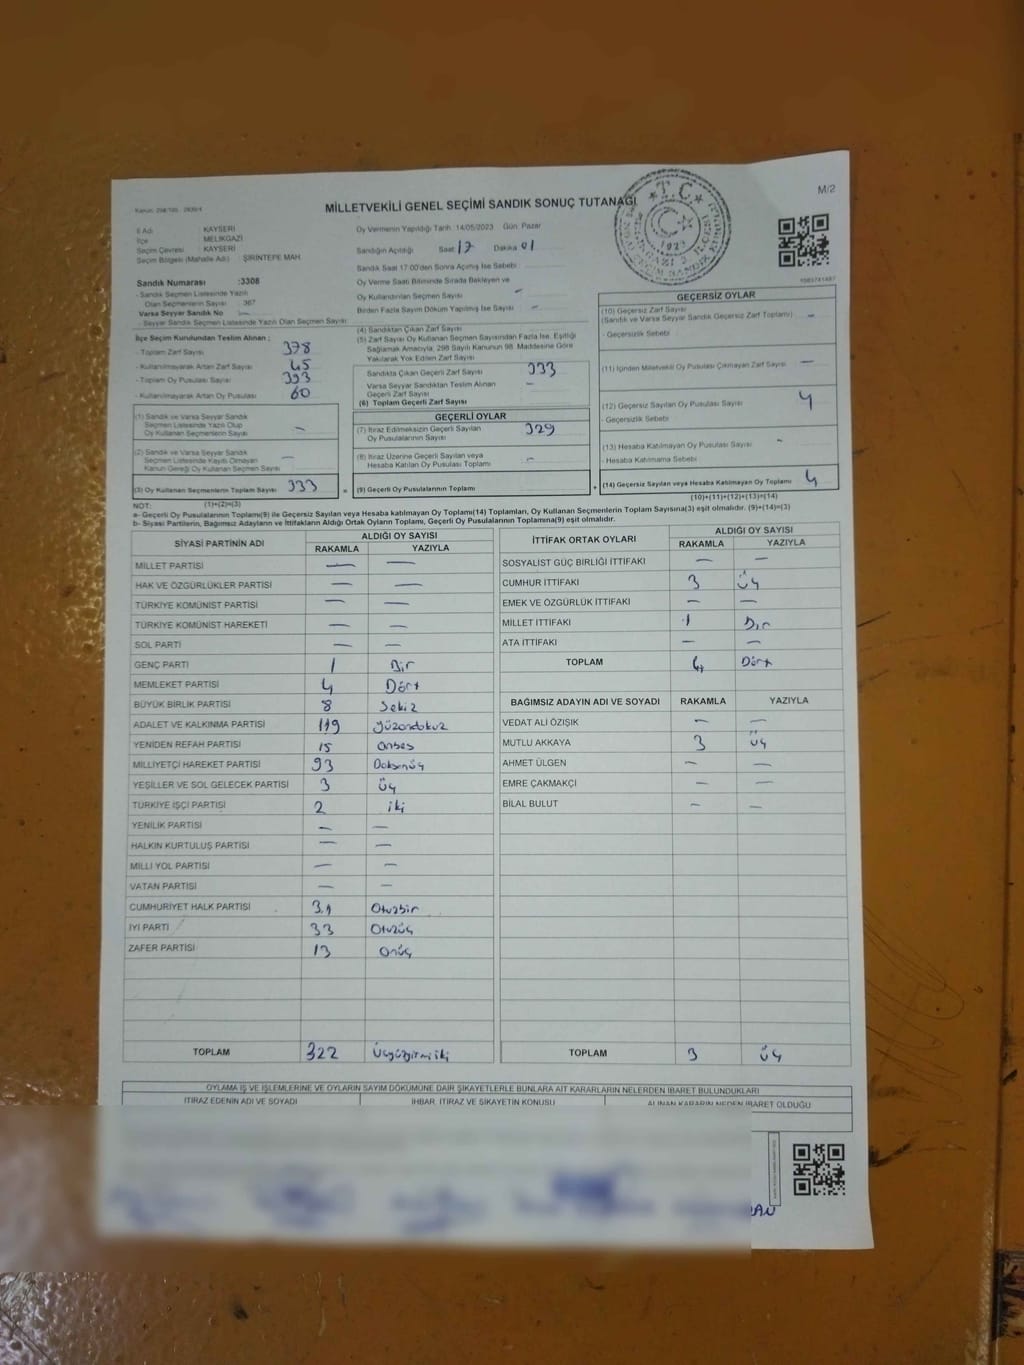 M/2
MİLLETVEKİLİ GENEL SEÇİMİ SANDIK SONUÇ TUTANAĞI
T.C.
İl Adı KAYSERİ
İlçe MELİKGAZİ
Seçim Çevresi KAYSERİ
Seçim Bölgesi (Mahalle Adı) ŞİRİNTEPE MAH
Sandık Numarası :3308
- Sandık Seçmen Listesinde Yazılı
Olan Seçmenlerin Sayısı : 367
Varsa Seyyar Sandık No —
- Seyyar Sandık Seçmen Listesinde Yazılı Olan Seçmen Sayısı
İlçe Seçim Kurulundan Teslim Alınan ;
- Toplam Zarf Sayısı 378
- Kullanılmayarak Artan Zarf Sayısı 45
- Toplam Oy Pusulası Sayısı 393
- Kullanılmayarak Artan Oy Pusulası 60
(1) Sandık ve Varsa Seyyar Sandık
Seçmen Listesinde Yazılı Olup
Oy Kullanan Seçmenlerin Sayısı —
(2) Sandık ve Varsa Seyyar Sandık
Seçmen Listesinde Kayıtlı Olmayan
Kanun Gereği Oy Kullanan Seçmen Sayısı —
(3) Oy Kullanan Seçmenlerin Toplam Sayısı 333
(1)+(2)=(3)
Oy Vermenin Yapıldığı Tarih 14/05/2023 Gün Pazar
Sandığın Açıldığı Saat 17 Dakika 01
Sandık Saat 17:00'den Sonra Açılmış İse Sebebi
Oy Verme Saati Bitiminde Sırada Bekleyen ve
Oy Kullandırılan Seçmen Sayısı —
Birden Fazla Sayım Döküm Yapılmış İse Sayısı —
(4) Sandıktan Çıkan Zarf Sayısı
(5) Zarf Sayısı Oy Kullanan Seçmen Sayısından Fazla İse, Eşitliği
Sağlamak Amacıyla; 298 Sayılı Kanunun 98. Maddesine Göre
Yakılarak Yok Edilen Zarf Sayısı
Sandıkta Çıkan Geçerli Zarf Sayısı 333
Varsa Seyyar Sandıktan Teslim Alınan
Geçerli Zarf Sayısı —
(6) Toplam Geçerli Zarf Sayısı
GEÇERLİ OYLAR
(7) İtiraz Edilmeksizin Geçerli Sayılan
Oy Pusulalarının Sayısı 329
(8) İtiraz Üzerine Geçerli Sayılan veya
Hesaba Katılan Oy Pusulası Toplamı —
= (9) Geçerli Oy Pusulalarının Toplamı +
GEÇERSİZ OYLAR
(10) Geçersiz Zarf Sayısı
(Sandık ve Varsa Seyyar Sandık Geçersiz Zarf Toplamı) —
- Geçersizlik Sebebi
(11) İçinden Milletvekili Oy Pusulası Çıkmayan Zarf Sayısı —
(12) Geçersiz Sayılan Oy Pusulası Sayısı 4
- Geçersizlik Sebebi
(13) Hesaba Katılmayan Oy Pusulası Sayısı —
- Hesaba Katılmama Sebebi
(14) Geçersiz Sayılan veya Hesaba Katılmayan Oy Toplamı 4
(10)+(11)+(12)+(13)=(14)
NOT:
a- Geçerli Oy Pusulalarının Toplamı(9) ile Geçersiz Sayılan veya Hesaba katılmayan Oy Toplamı(14) Toplamları, Oy Kullanan Seçmenlerin Toplam Sayısına(3) eşit olmalıdır. (9)+(14)=(3)
b- Siyasi Partilerin, Bağımsız Adayların ve İttifakların Aldığı Ortak Oyların Toplamı, Geçerli Oy Pusulalarının Toplamına(9) eşit olmalıdır.
SİYASİ PARTİNİN ADI ALDIĞI OY SAYISI
RAKAMLA YAZIYLA
MİLLET PARTİSİ — —
HAK VE ÖZGÜRLÜKLER PARTİSİ — —
TÜRKİYE KOMÜNİST PARTİSİ — —
TÜRKİYE KOMÜNİST HAREKETİ — —
SOL PARTİ — —
GENÇ PARTİ 1 Bir
MEMLEKET PARTİSİ 4 Dört
BÜYÜK BİRLİK PARTİSİ 8 Sekiz
ADALET VE KALKINMA PARTİSİ 119 Yüzondokuz
YENİDEN REFAH PARTİSİ 15 Onbeş
MİLLİYETÇİ HAREKET PARTİSİ 93 Doksanüç
YEŞİLLER VE SOL GELECEK PARTİSİ 3 Üç
TÜRKİYE İŞÇİ PARTİSİ 2 iki
YENİLİK PARTİSİ — —
HALKIN KURTULUŞ PARTİSİ — —
MİLLİ YOL PARTİSİ — —
VATAN PARTİSİ — —
CUMHURİYET HALK PARTİSİ 31 Otuzbir
İYİ PARTİ 33 Otuzüç
ZAFER PARTİSİ 13 Onüç
TOPLAM 322 Üçyüzyirmiiki
İTTİFAK ORTAK OYLARI ALDIĞI OY SAYISI
RAKAMLA YAZIYLA
SOSYALİST GÜÇ BİRLİĞİ İTTİFAKI — —
CUMHUR İTTİFAKI 3 Üç
EMEK VE ÖZGÜRLÜK İTTİFAKI — —
MİLLET İTTİFAKI 1 Bir
ATA İTTİFAKI — —
TOPLAM 4 Dört
BAĞIMSIZ ADAYIN ADI VE SOYADI RAKAMLA YAZIYLA
VEDAT ALİ ÖZIŞIK — —
MUTLU AKKAYA 3 Üç
AHMET ÜLGEN — —
EMRE ÇAKMAKÇİ — —
BİLAL BULUT — —
TOPLAM 3 Üç
OYLAMA İŞ VE İŞLEMLERİNE VE OYLARIN SAYIM DÖKÜMÜNE DAİR ŞİKAYETLERLE BUNLARA AİT KARARLARIN NELERDEN İBARET BULUNDUKLARI
İTİRAZ EDENİN ADI VE SOYADI İHBAR, İTİRAZ VE ŞİKAYETİN KONUSU ALINAN KARARIN NEDEN İBARET OLDUĞU